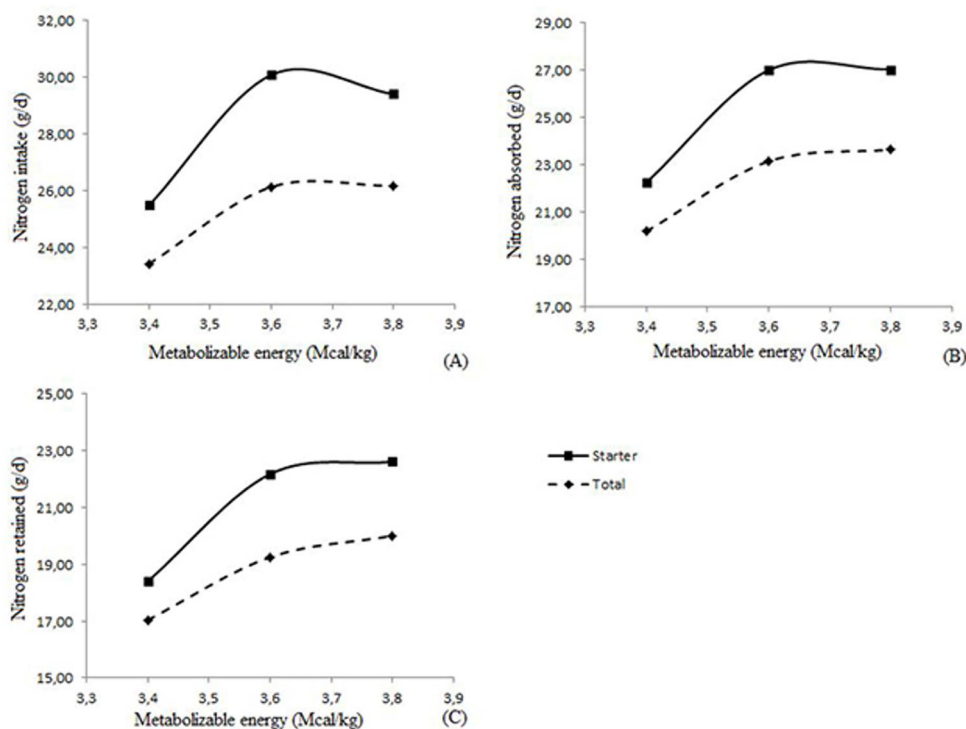 Nitrogen intake (g/d)
32,00
30,00
28,00
26,00
24,00
22,00
3,3 3,4 3,5 3,6 3,7 3,8 3,9
Metabolizable energy (Mcal/kg)
(A)
Nitrogen absorbed (g/d)
29,00
27,00
25,00
23,00
21,00
19,00
17,00
3,3 3,4 3,5 3,6 3,7 3,8 3,9
Metabolizable energy (Mcal/kg)
(B)
Nitrogen retained (g/d)
25,00
23,00
21,00
19,00
17,00
15,00
3,3 3,4 3,5 3,6 3,7 3,8 3,9
Metabolizable energy (Mcal/kg)
(C)
Starter
Total